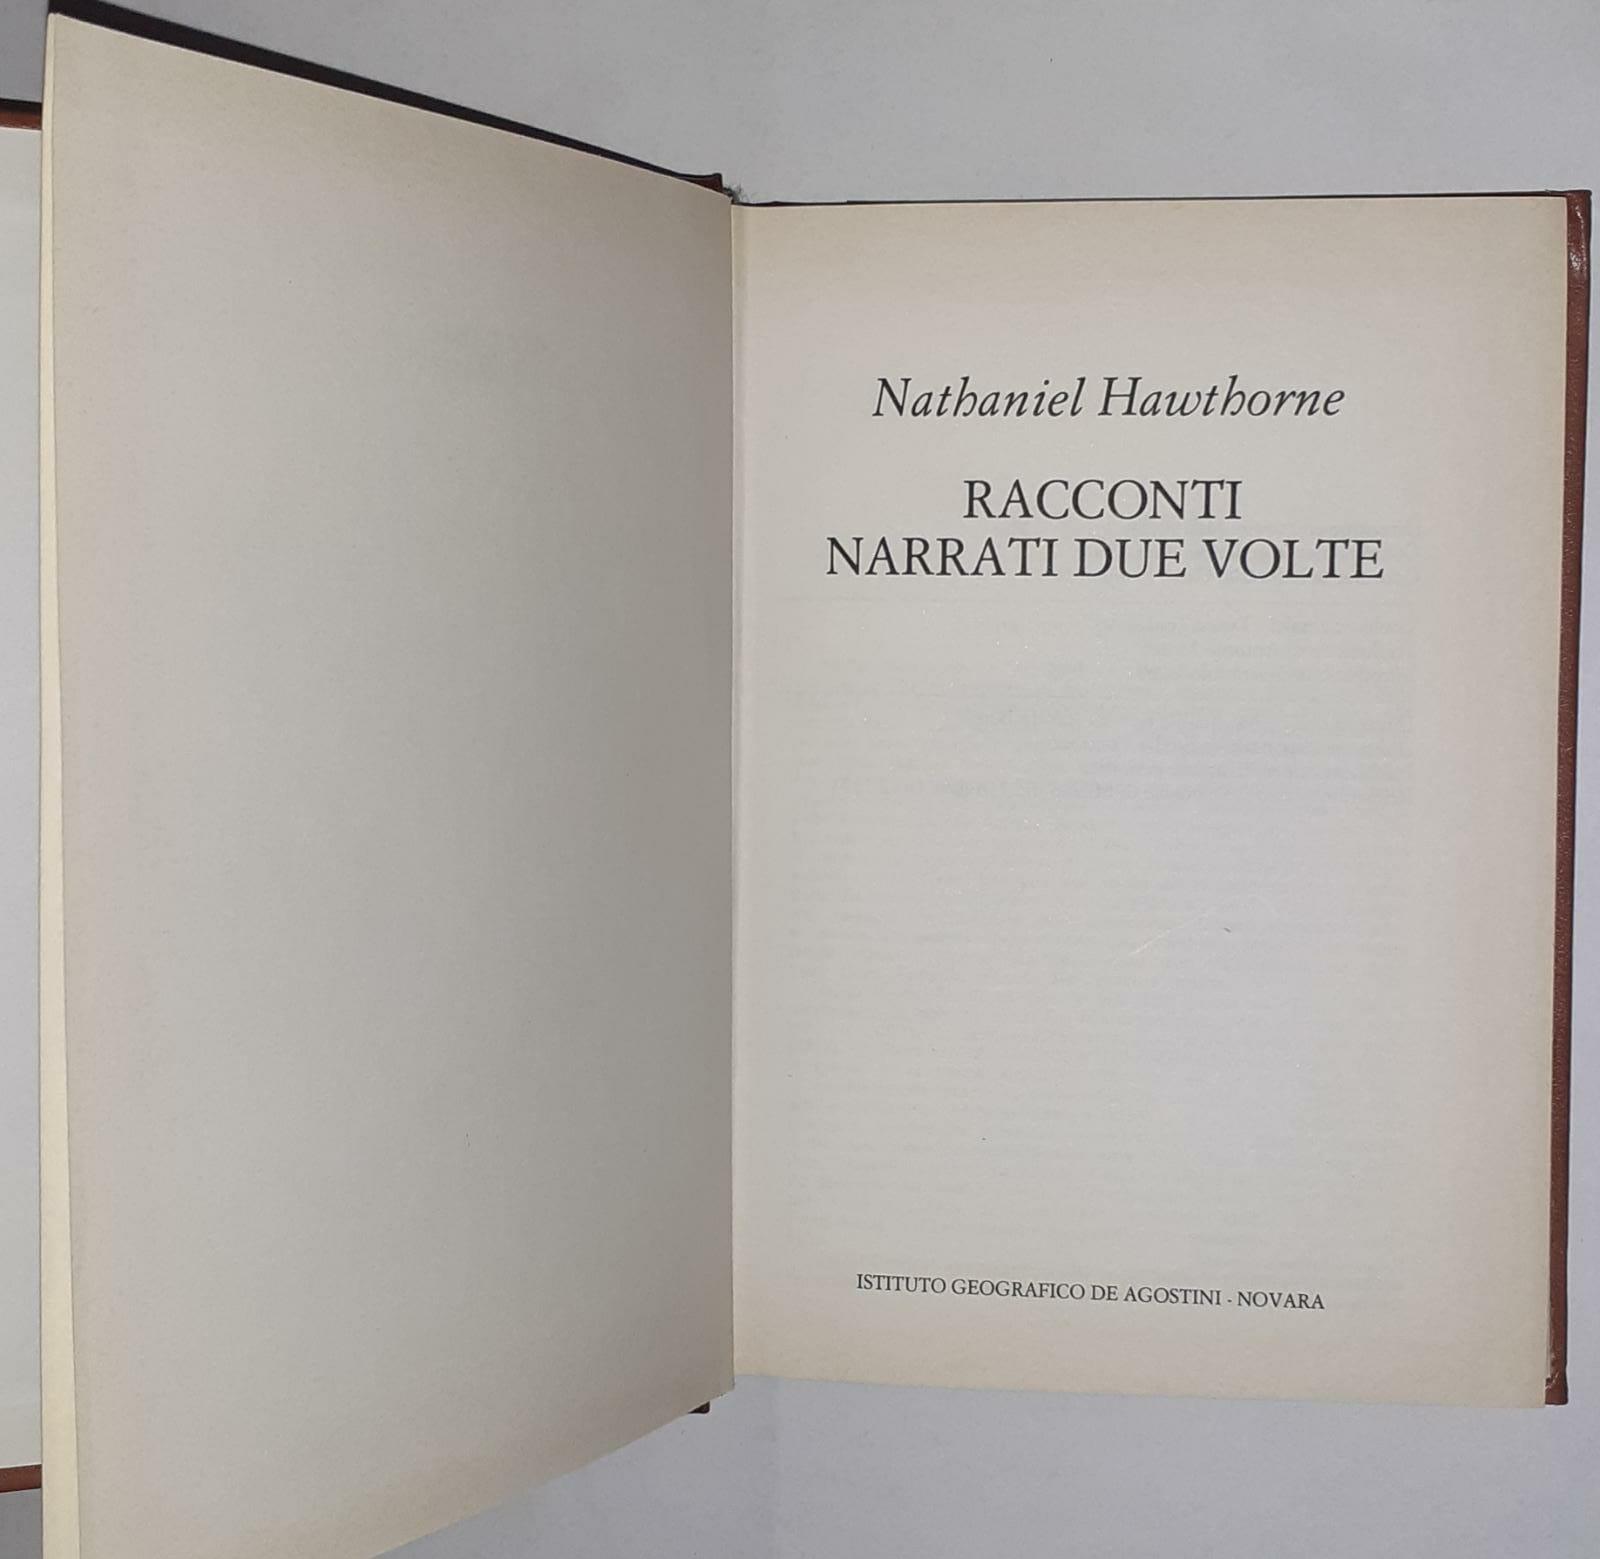 Nathaniel Hawthorne
RACCONTI
NARRATI DUE VOLTE
ISTITUTO GEOGRAFICO DE AGOSTINI - NOVARA